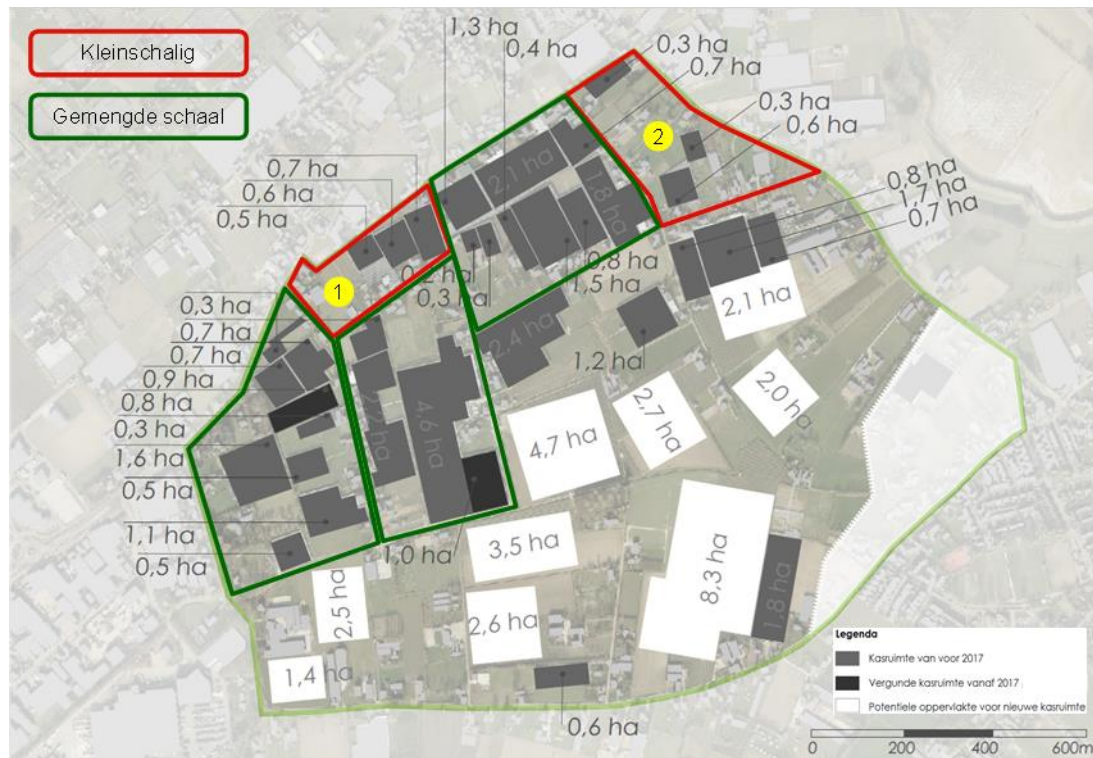 Kleinschalig
Gemengde schaal
1,3 ha
0,4 ha
0,3 ha
0,7 ha
0,3 ha
0,6 ha
2
0,7 ha
0,6 ha
0,5 ha
2,1 ha
1,8 ha
0,8 ha
1,7 ha
0,7 ha
0,2 ha
0,3 ha
0,8 ha
1,5 ha
1
2,1 ha
0,3 ha
0,7 ha
0,7 ha
0,9 ha
0,8 ha
0,3 ha
1,6 ha
0,5 ha
1,1 ha
0,5 ha
2,4 ha
1,2 ha
2,0 ha
2,7 ha
4,7 ha
4,6 ha
1,0 ha
3,5 ha
8,3 ha
1,8 ha
2,5 ha
2,6 ha
1,4 ha
0,6 ha
Legenda
Kasruimte van voor 2017
Vergunde kasruimte vanaf 2017
Potentiele oppervlakte voor nieuwe kasruimte
0 200 400 600m